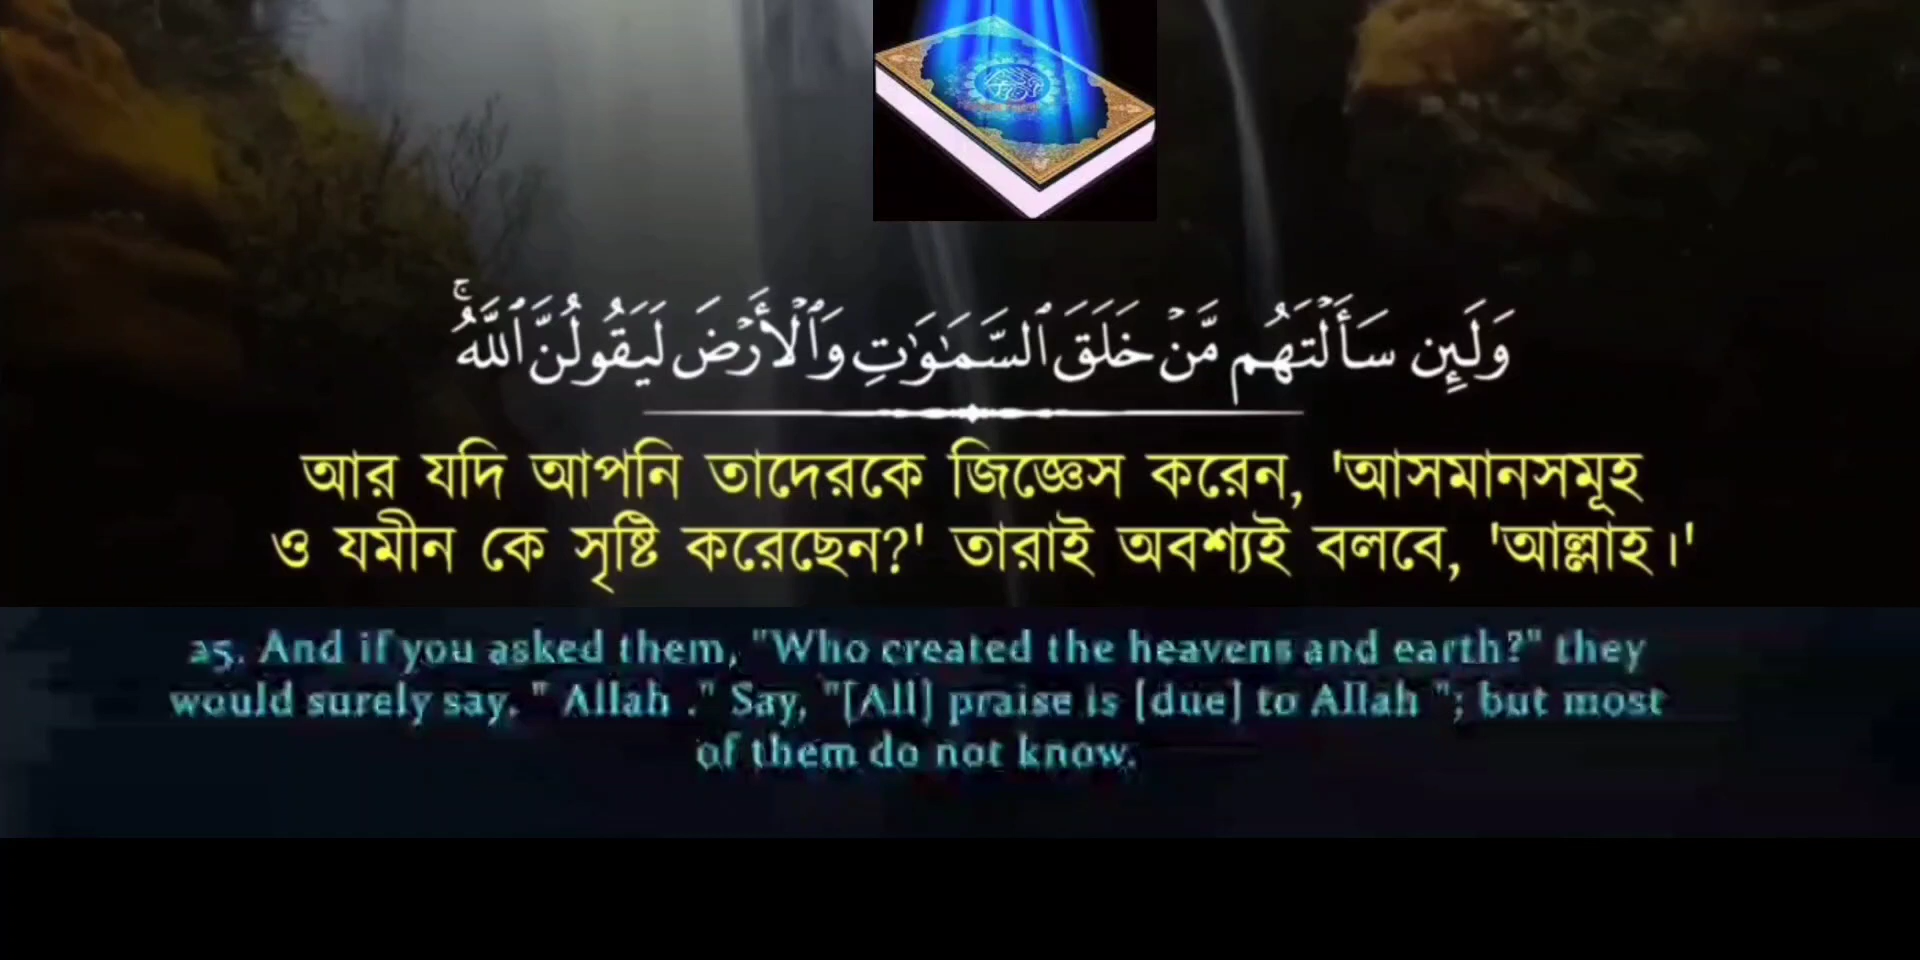 وَلَئِن سَأَلْتَهُم مَّنْ خَلَقَ ٱلسَّمَـٰوَٰتِ وَٱلْأَرْضَ لَيَقُولُنَّ ٱللَّهُ ۚ
আর যদি আপনি তাদেরকে জিজ্ঞেস করেন, 'আসমানসমূহ
ও যমীন কে সৃষ্টি করেছেন?' তারাই অবশ্যই বলবে, 'আল্লাহ।'
25. And if you asked them, "Who created the heavens and earth?" they
would surely say, " Allah ." Say, "[All] praise is [due] to Allah "; but most
of them do not know.